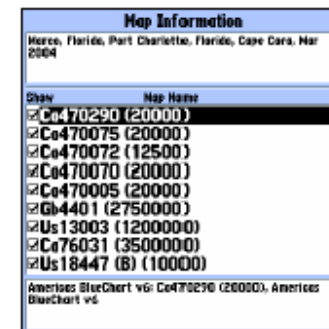 Map Information
Marco, Florida, Port Charlotte, Florida, Cape Cora, Mar
2004
Show Map Name
Ca470290 (20000)
Ca470075 (20000)
Ca470072 (12500)
Ca470070 (20000)
Ca470005 (20000)
Gb4401 (2750000)
Us13003 (1200000)
Ca76031 (3500000)
Us18447 (B) (10000)
Americas BlueChart v6: Ca470290 (20000), Americas
BlueChart v6